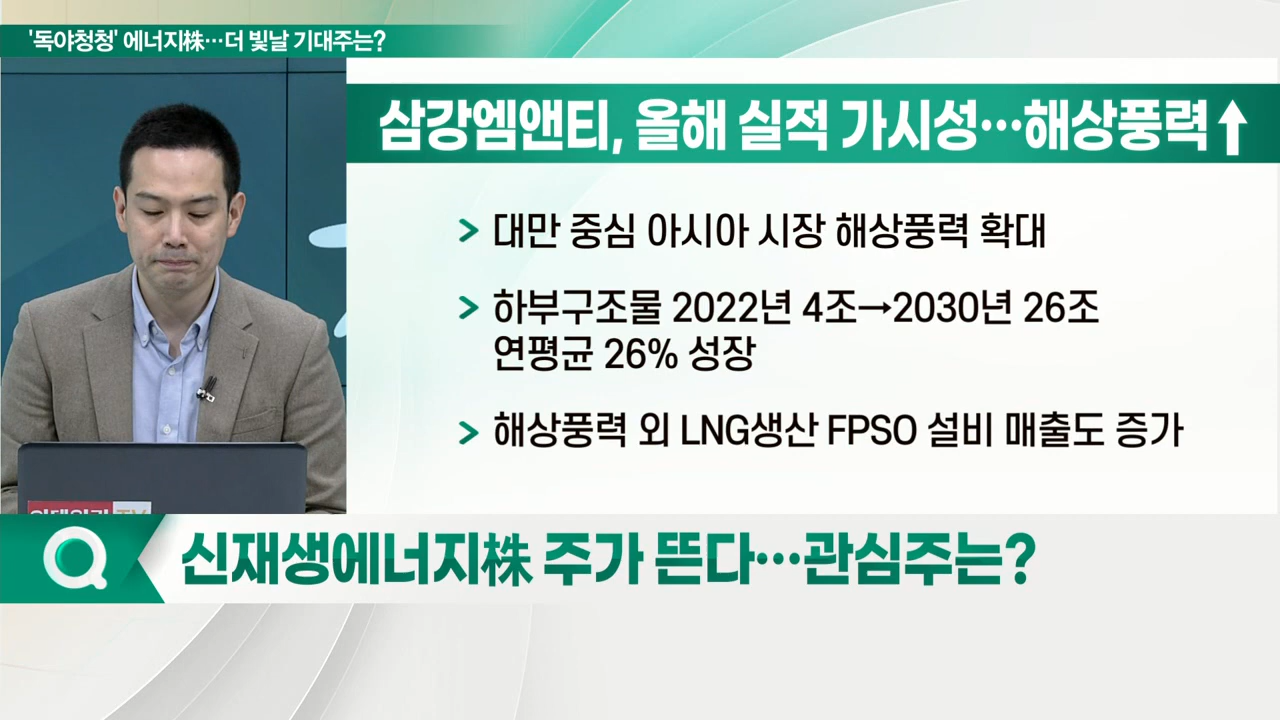 '독야청청' 에너지株…더 빛날 기대주는?
삼강엠앤티, 올해 실적 가시성…해상풍력↑
> 대만 중심 아시아 시장 해상풍력 확대
> 하부구조물 2022년 4조→2030년 26조
연평균 26% 성장
> 해상풍력 외 LNG생산 FPSO 설비 매출도 증가
Q 신재생에너지株 주가 뜬다…관심주는?